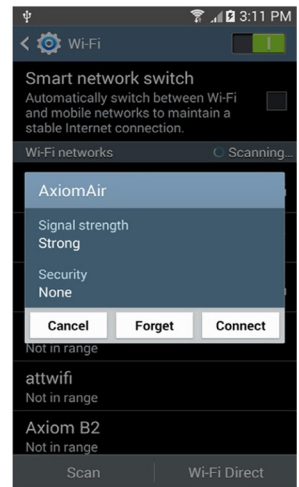 3:11 PM
Wi-Fi
Smart network switch
Automatically switch between Wi-Fi
and mobile networks to maintain a
stable Internet connection.
Wi-Fi networks
Scanning...
AxiomAir
Signal strength
Strong
Security
None
Cancel Forget Connect
Not in range
attwifi
Not in range
Axiom B2
Not in range
Scan Wi-Fi Direct